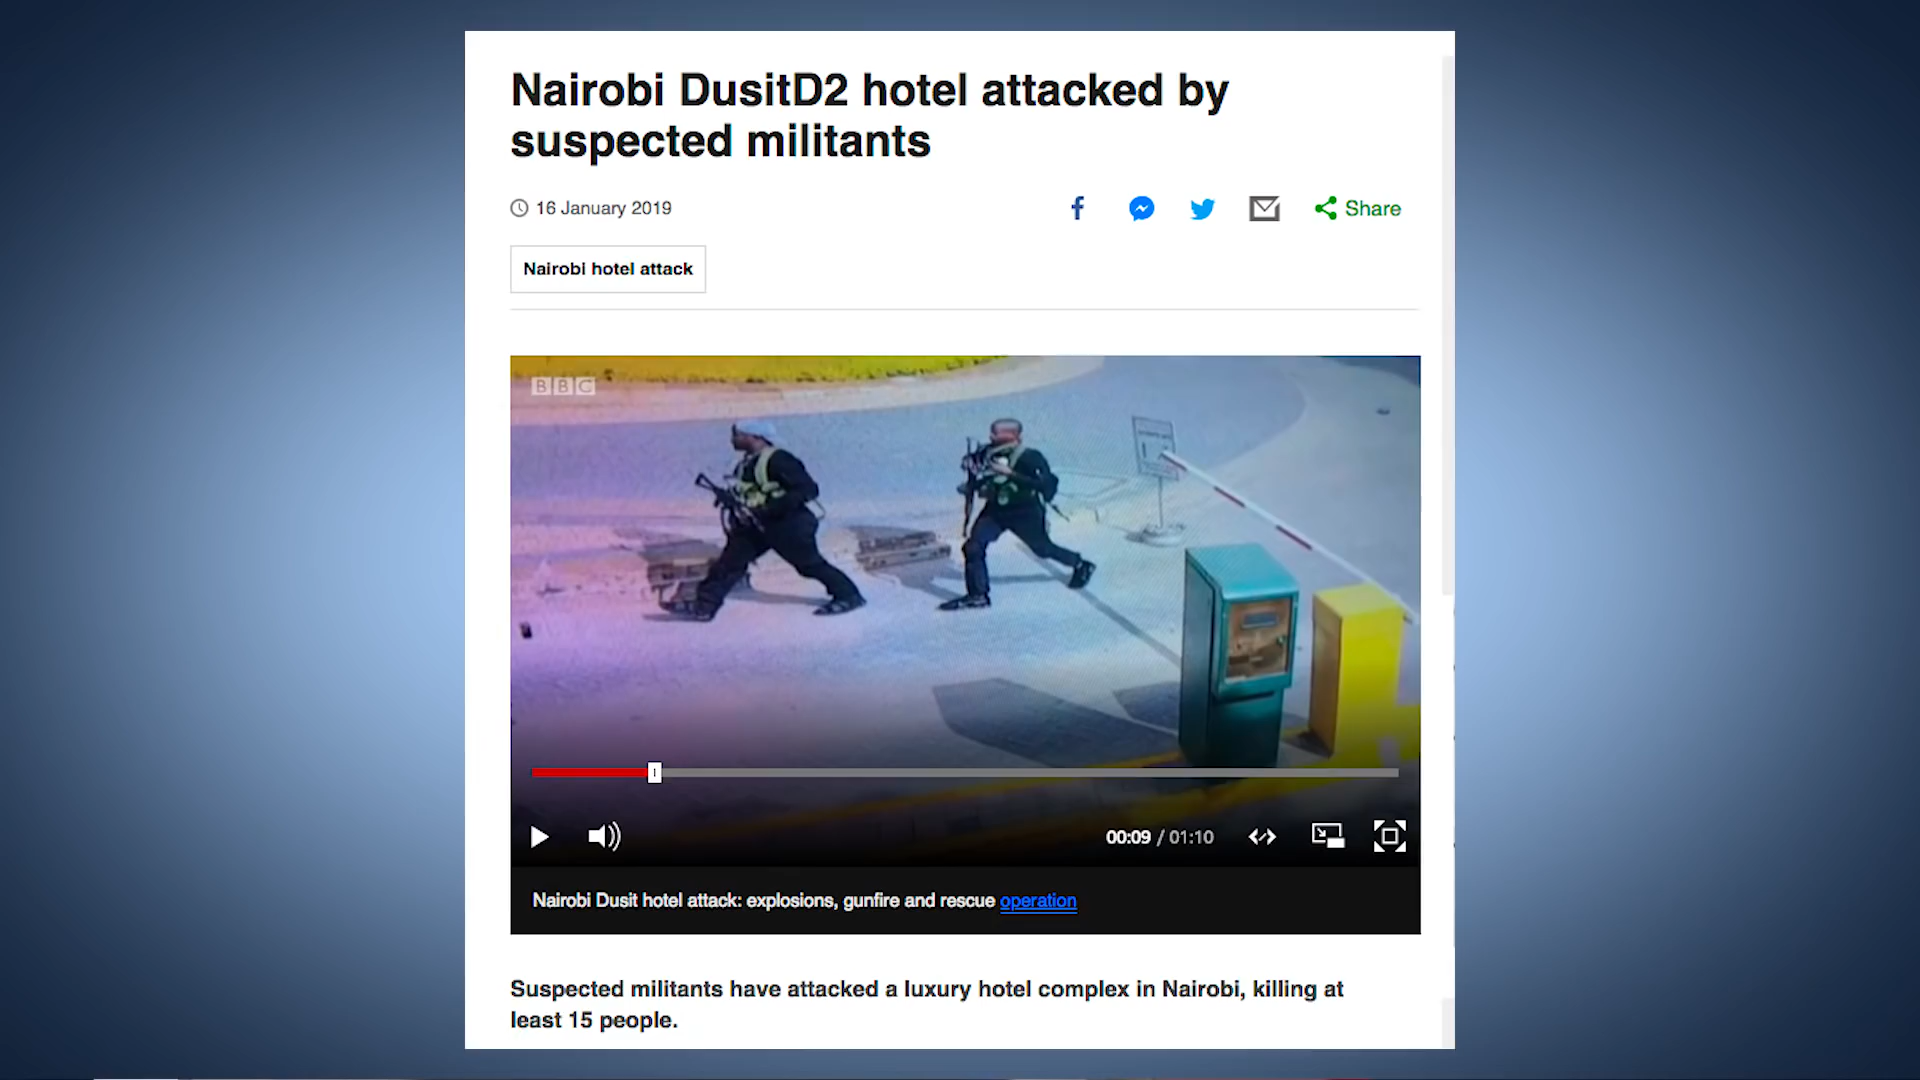 Nairobi DusitD2 hotel attacked by
suspected militants
16 January 2019
Share
Nairobi hotel attack
BBC
00:09 / 01:10
Nairobi Dusit hotel attack: explosions, gunfire and rescue operation
Suspected militants have attacked a luxury hotel complex in Nairobi, killing at
least 15 people.